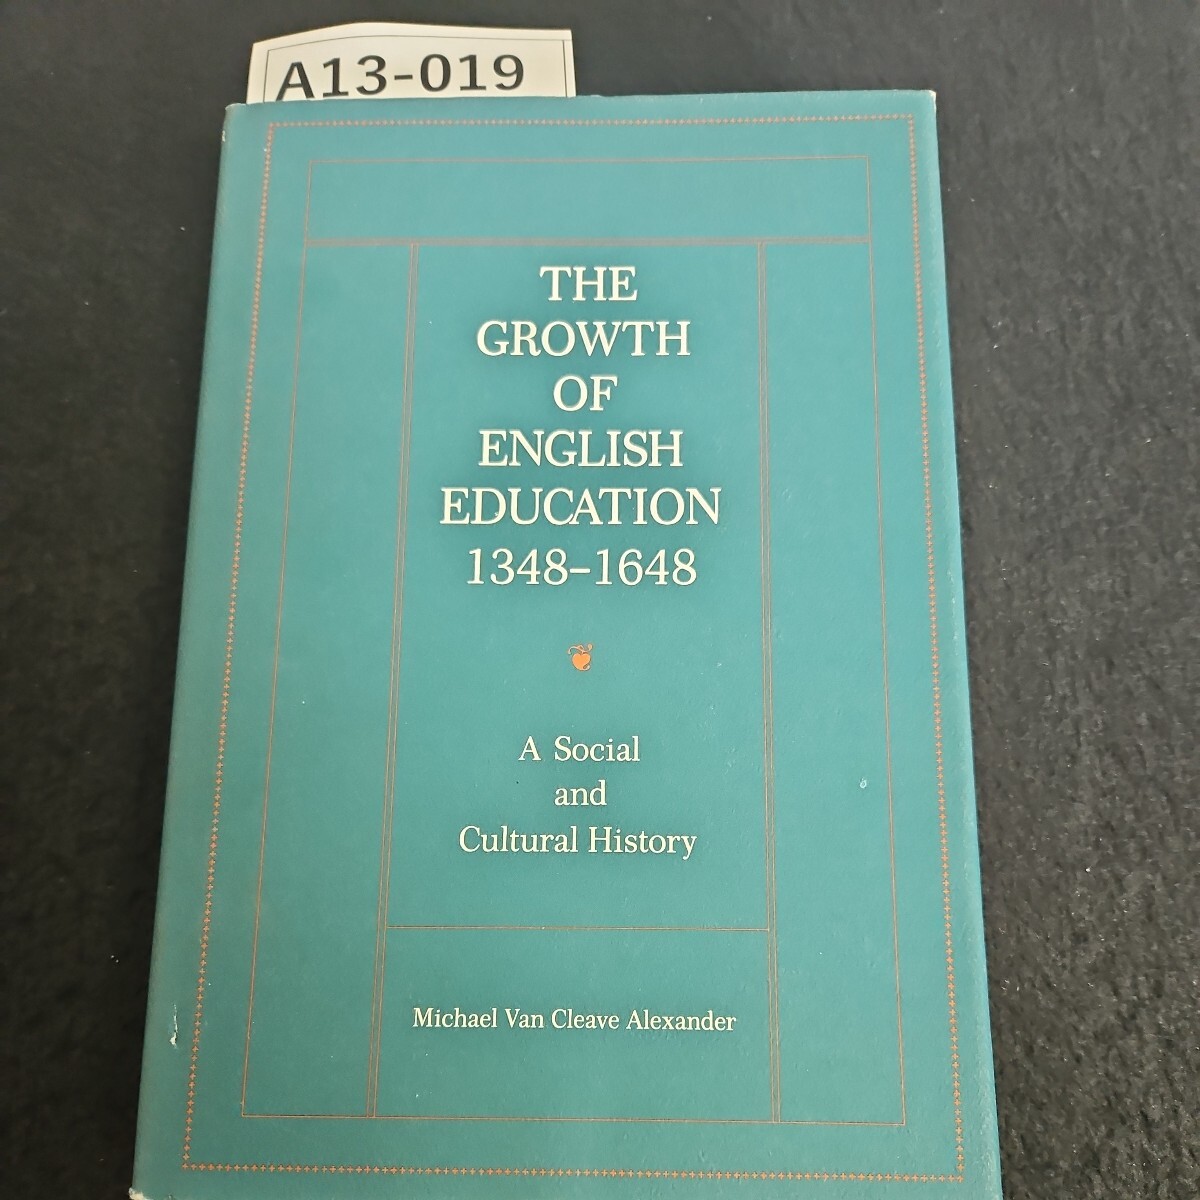 A13-019
THE
GROWTH
OF
ENGLISH
EDUCATION
1348-1648
A Social
and
Cultural History
Michael Van Cleave Alexander